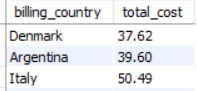 billing_country total_cost
Denmark 37.62
Argentina 39.60
Italy 50.49